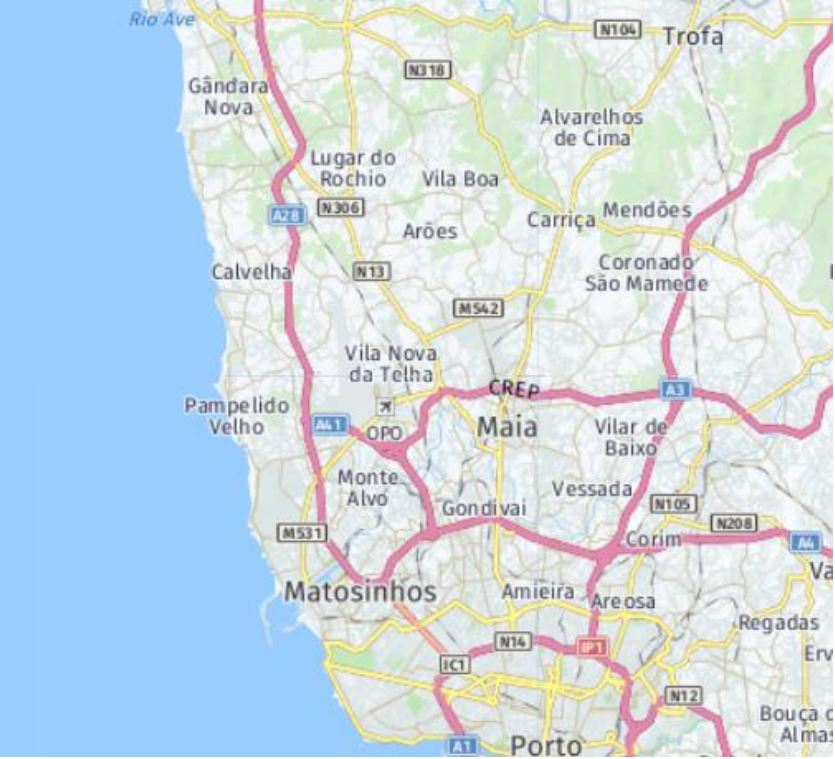 Rio Ave
N104
Trofa
N318
Gândara
Nova
Alvarelhos
de Cima
Lugar do
Rochio
Vila Boa
N306
A28
Mendões
Carriça
Arões
Calvelha
N13
Coronado
São Mamede
M542
Vila Nova
da Telha
CREP
A3
Pampelido
Velho
A41
OPO
Maia
Vilar de
Baixo
Monte
Alvo
Vessada
Gondivai
N105
N208
M531
Corim
A4
Va
Matosinhos
Amieira
Areosa
Regadas
N14
IP1
Erv
IC1
N12
Bouça
Almas
A1
Porto